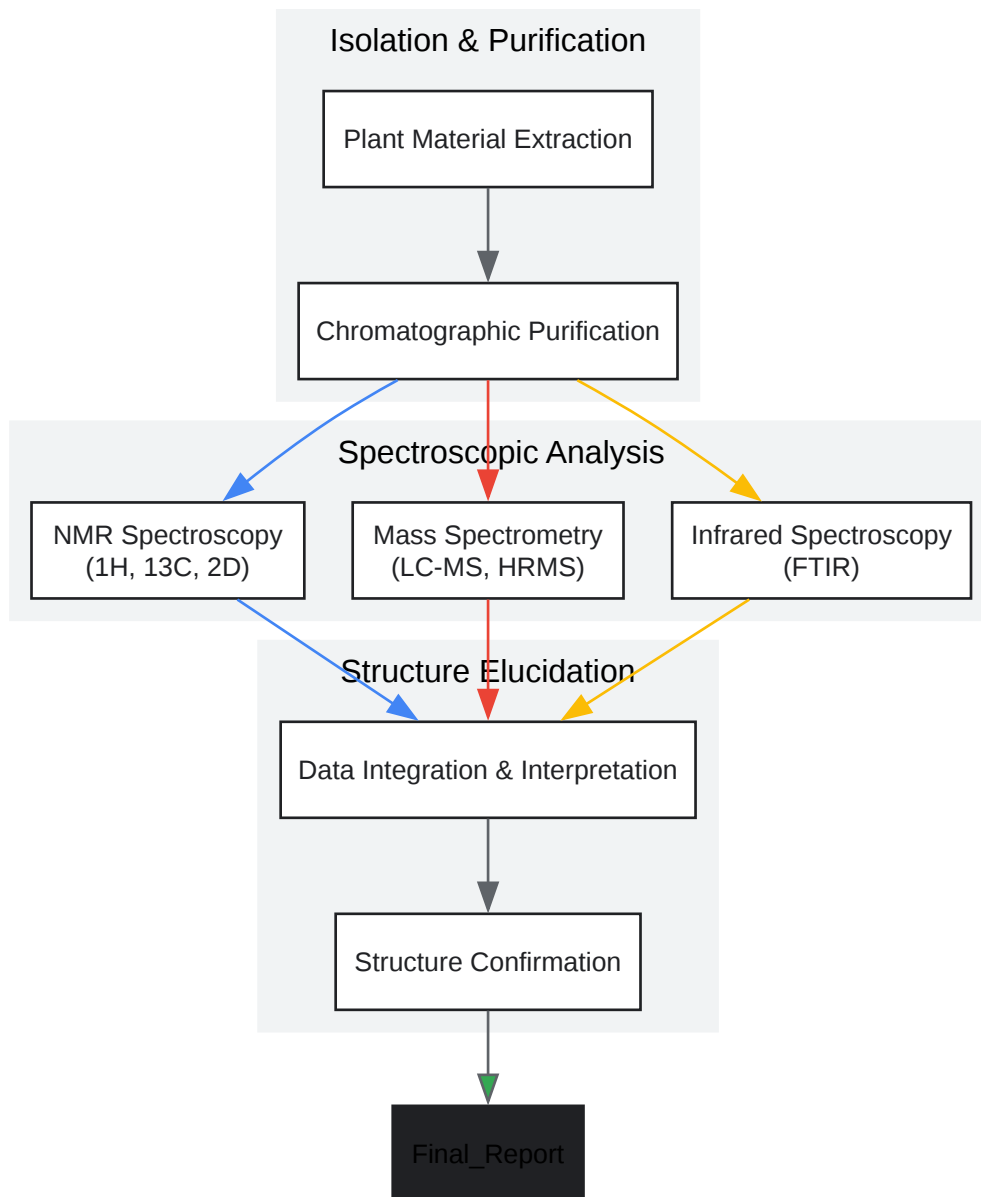 Isolation & Purification
Plant Material Extraction
Chromatographic Purification
Spectroscopic Analysis
NMR Spectroscopy
(1H, 13C, 2D)
Mass Spectrometry
(LC-MS, HRMS)
Infrared Spectroscopy
(FTIR)
Structure Elucidation
Data Integration & Interpretation
Structure Confirmation
Final_Report